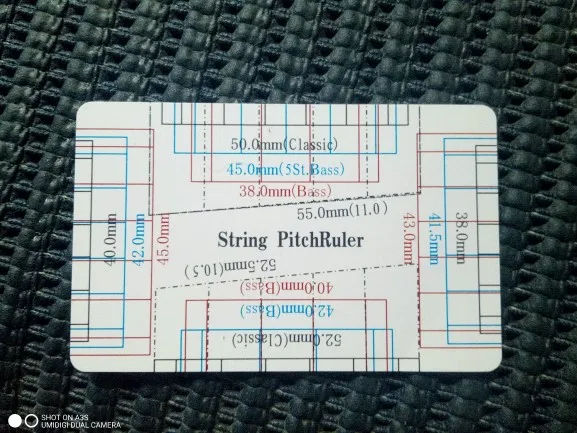 50.0mm(Classic)
45.0mm(5St.Bass)
38.0mm(Bass)
55.0mm(11.0)
40.0mm
42.0mm
45.0mm
String PitchRuler
43.0mm
41.5mm
38.0mm
52.5mm(10.5)
40.0mm(Bass)
42.0mm(Bass)
52.0mm(Classic)
SHOT ON A3S
UMIDIGI DUAL CAMERA